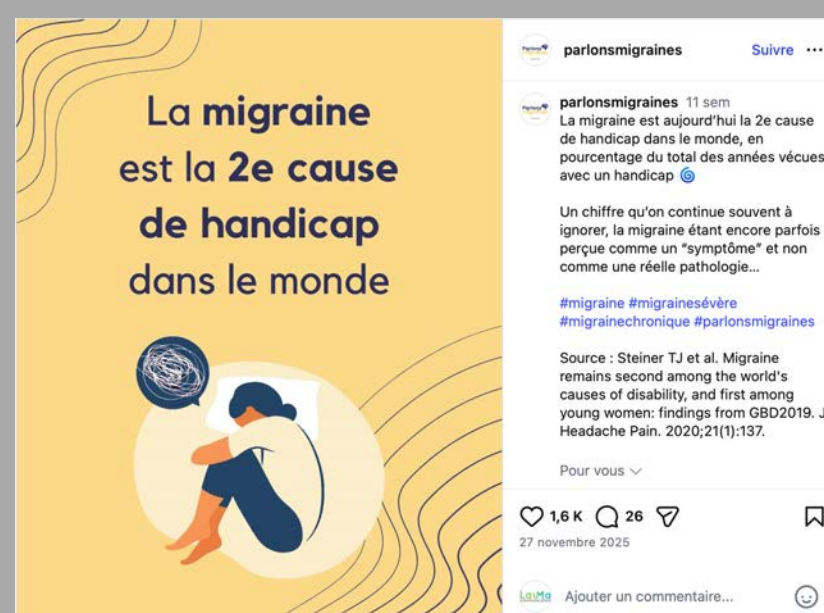 La migraine
est la 2e cause
de handicap
dans le monde
parlonsmigraines
Suivre
parlonsmigraines 11 sem
La migraine est aujourd'hui la 2e cause
de handicap dans le monde, en
pourcentage du total des années vécues
avec un handicap
Un chiffre qu'on continue souvent à
ignorer, la migraine étant encore parfois
perçue comme un "symptôme" et non
comme une réelle pathologie...
#migraine #migrainesévère
#migrainechronique #parlonsmigraines
Source : Steiner TJ et al. Migraine
remains second among the world's
causes of disability, and first among
young women: findings from GBD2019. J
Headache Pain. 2020;21(1):137.
Pour vous
1,6 K 26
27 novembre 2025
LauMa
Ajouter un commentaire...